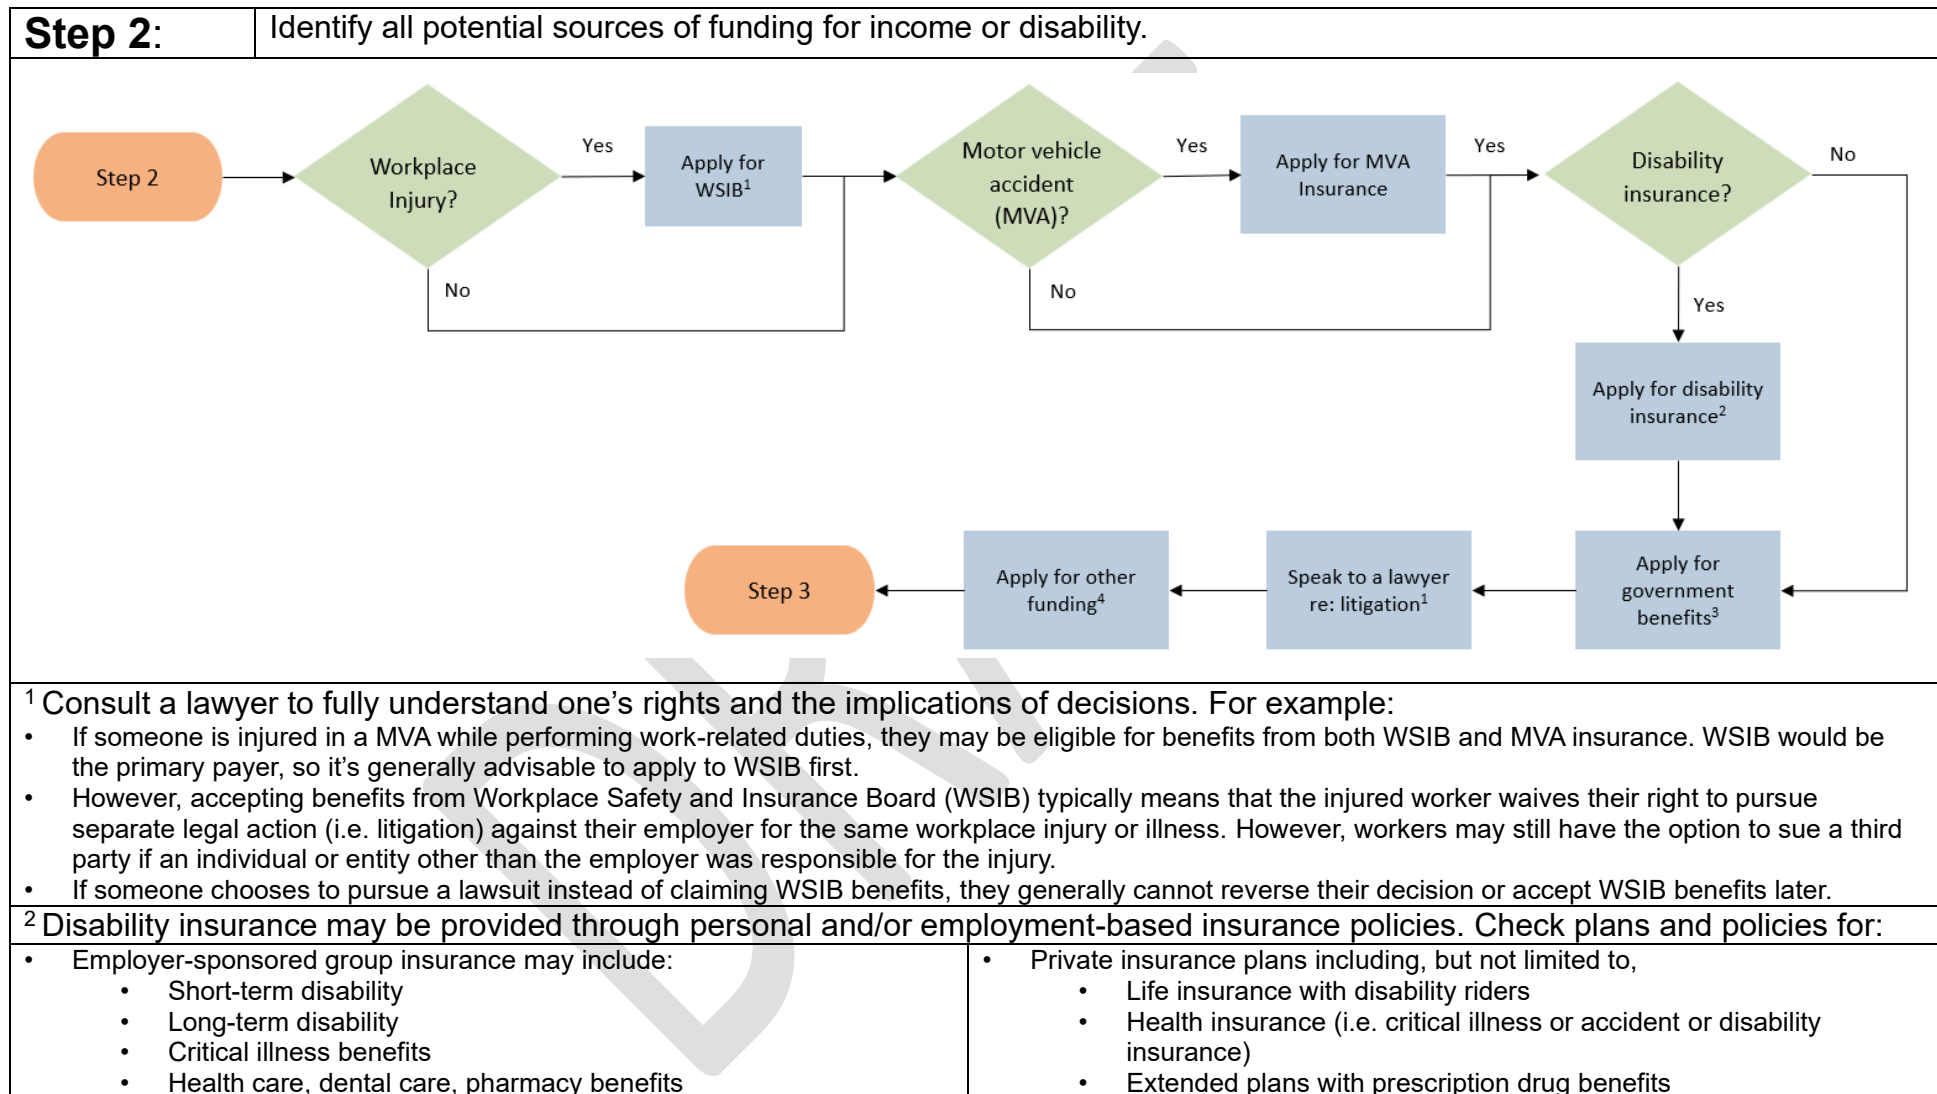 Step 2:
Identify all potential sources of funding for income or disability.
Step 2
Workplace
Injury?
Yes
No
Apply for
WSIB1
Motor vehicle
accident
(MVA)?
Yes
No
Apply for MVA
Insurance
Yes
Disability
insurance?
No
Yes
Apply for disability
insurance2
Apply for
government
benefits3
Speak to a lawyer
re: litigation1
Apply for other
funding4
Step 3
1 Consult a lawyer to fully understand one’s rights and the implications of decisions. For example:
• If someone is injured in a MVA while performing work-related duties, they may be eligible for benefits from both WSIB and MVA insurance. WSIB would be
the primary payer, so it’s generally advisable to apply to WSIB first.
• However, accepting benefits from Workplace Safety and Insurance Board (WSIB) typically means that the injured worker waives their right to pursue
separate legal action (i.e. litigation) against their employer for the same workplace injury or illness. However, workers may still have the option to sue a third
party if an individual or entity other than the employer was responsible for the injury.
• If someone chooses to pursue a lawsuit instead of claiming WSIB benefits, they generally cannot reverse their decision or accept WSIB benefits later.
2 Disability insurance may be provided through personal and/or employment-based insurance policies. Check plans and policies for:
• Employer-sponsored group insurance may include:
• Short-term disability
• Long-term disability
• Critical illness benefits
• Health care, dental care, pharmacy benefits
• Private insurance plans including, but not limited to,
• Life insurance with disability riders
• Health insurance (i.e. critical illness or accident or disability
insurance)
• Extended plans with prescription drug benefits